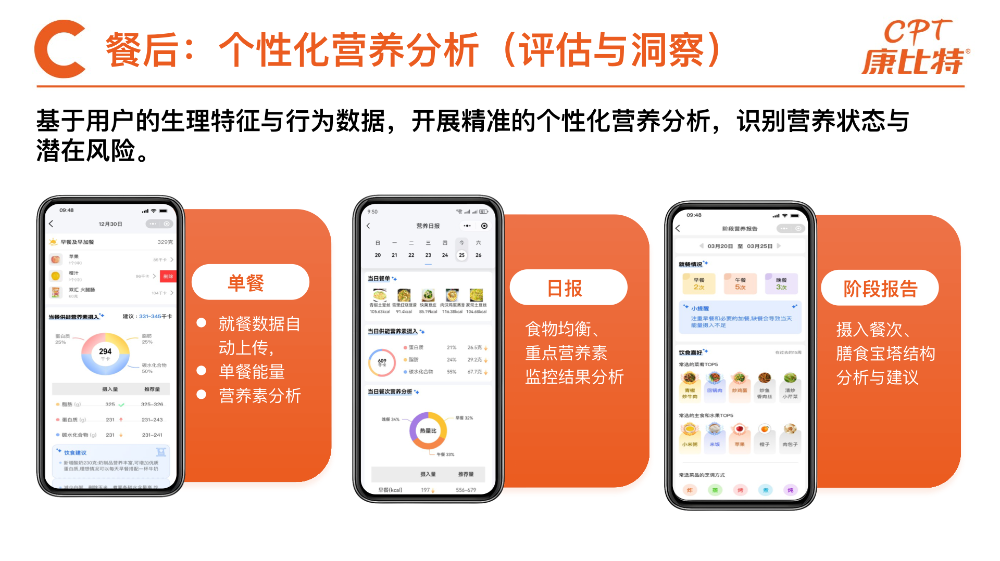 餐后：个性化营养分析（评估与洞察）
CPT
康比特®
基于用户的生理特征与行为数据，开展精准的个性化营养分析，识别营养状态与
潜在风险。
09:48
12月30日
早餐及早加餐 329克
苹果
1个(中)
85千卡
橙汁
1个(中)
96千卡
删除
双汇 火腿肠
60克
104千卡
当餐供能营养素摄入 建议：331-345千卡
蛋白质
25%
脂肪
25%
294
千卡
碳水化合物
50%
摄入量 推荐量
脂肪 (g) 325 325-326
蛋白质 (g) 231 231-243
碳水化合物 (g) 231 231-241
饮食建议
新增酸奶230克:奶制品营养丰富,可增加优质
蛋白质,理想情况可以每天早餐搭配一杯牛奶
单餐
就餐数据自
动上传，
单餐能量
营养素分析
9:50
营养日报
日 一 二 三 四 今 六
20 21 22 23 24 25 26
当日餐单
青椒土豆丝 雪里红烧豆腐 快菜豆皮 肉沫鸡蛋蒸豆 家常土豆丝
105.63kcal 91.4kcal 85.19kcal 116.38kcal 104.68kcal
当日供能营养素摄入
609
千卡
蛋白质 21% 26.5克
脂肪 24% 29.2克
碳水化合物 55% 67.7克
当日餐次营养分析
晚餐 34%
早餐 32%
热量比
午餐 33%
摄入量 推荐量
早餐(kcal) 197 556-679
日报
食物均衡、
重点营养素
监控结果分析
09:48
阶段营养报告
03月20日 至 03月25日
就餐情况
早餐
2次
午餐
5次
晚餐
3次
小提醒
注重早餐和必要的加餐,缺餐会导致当天
能量摄入不足
饮食喜好 在过去的15周
常选的菜肴TOP5
青椒
炒牛肉
回锅肉
炒鸡蛋
炒鱼
香肉丝
清炒
小芹菜
常选的主食和水果TOP5
小米粥 米饭 苹果 橙子 肉包子
常选菜品的烹调方式
炸 蒸 烤 煮 炖
阶段报告
摄入餐次、
膳食宝塔结构
分析与建议